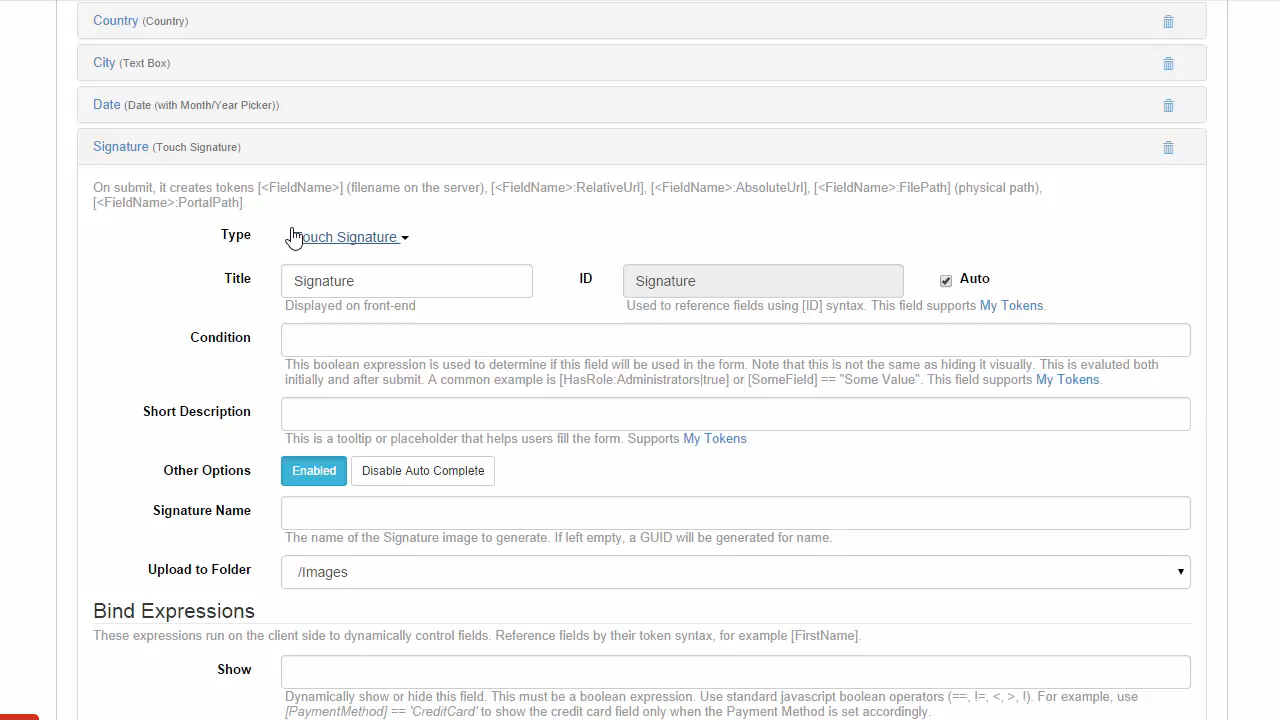 Country (Country)
City (Text Box)
Date (Date (with Month/Year Picker))
Signature (Touch Signature)
On submit, it creates tokens [<FieldName>] (filename on the server), [<FieldName>:RelativeUrl], [<FieldName>:AbsoluteUrl], [<FieldName>:FilePath] (physical path),
[<FieldName>:PortalPath].
Type Touch Signature
Title Signature ID Signature Auto
Displayed on front-end Used to reference fields using [ID] syntax. This field supports My Tokens.
Condition
This boolean expression is used to determine if this field will be used in the form. Note that this is not the same as hiding it visually. This is evaluted both
initially and after submit. A common example is [HasRole:Administrators|true] or [SomeField] == "Some Value". This field supports My Tokens.
Short Description
This is a tooltip or placeholder that helps users fill the form. Supports My Tokens
Other Options Enabled Disable Auto Complete
Signature Name
The name of the Signature image to generate. If left empty, a GUID will be generated for name.
Upload to Folder /Images
Bind Expressions
These expressions run on the client side to dynamically control fields. Reference fields by their token syntax, for example [FirstName].
Show
Dynamically show or hide this field. This must be a boolean expression. Use standard javascript boolean operators (==, !=, <, >, !). For example, use
[PaymentMethod] == 'CreditCard' to show the credit card field only when the Payment Method is set accordingly.